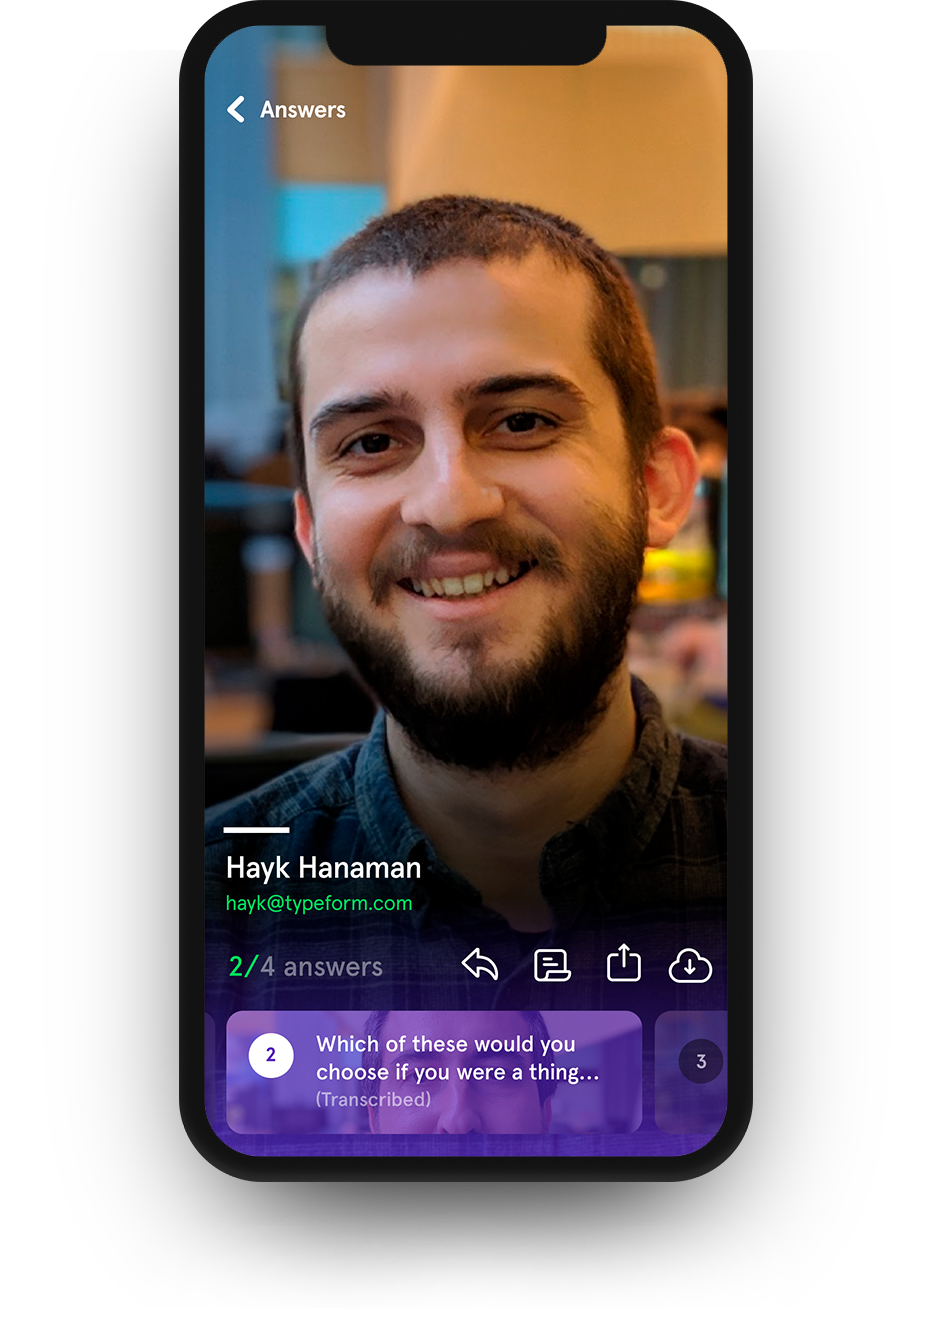 Answers
Hayk Hanaman
hayk@typeform.com
2/4 answers
2
Which of these would you
choose if you were a thing...
(Transcribed)
3